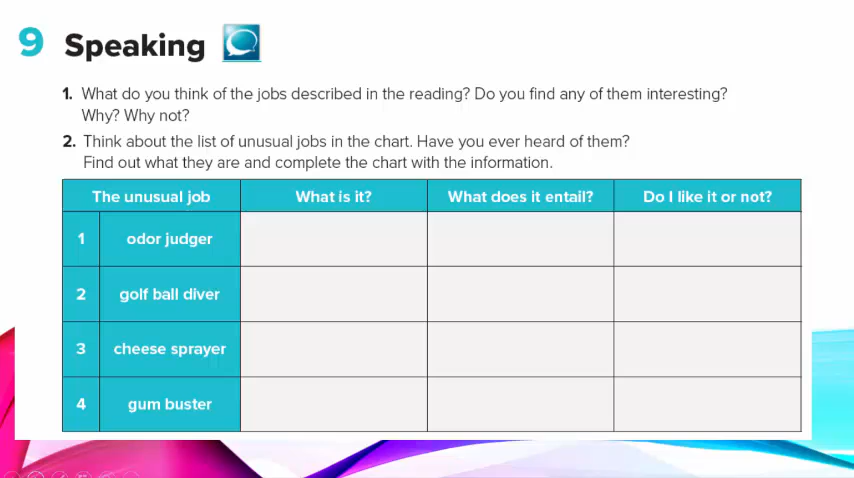 9 Speaking
1. What do you think of the jobs described in the reading? Do you find any of them interesting?
Why? Why not?
2. Think about the list of unusual jobs in the chart. Have you ever heard of them?
Find out what they are and complete the chart with the information.
The unusual job What is it? What does it entail? Do I like it or not?
1 odor judger
2 golf ball diver
3 cheese sprayer
4 gum buster